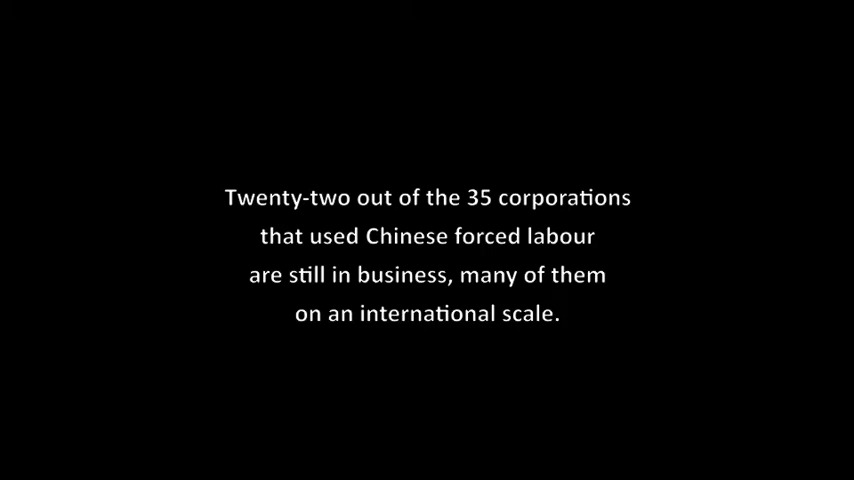 Twenty-two out of the 35 corporations
that used Chinese forced labour
are still in business, many of them
on an international scale.